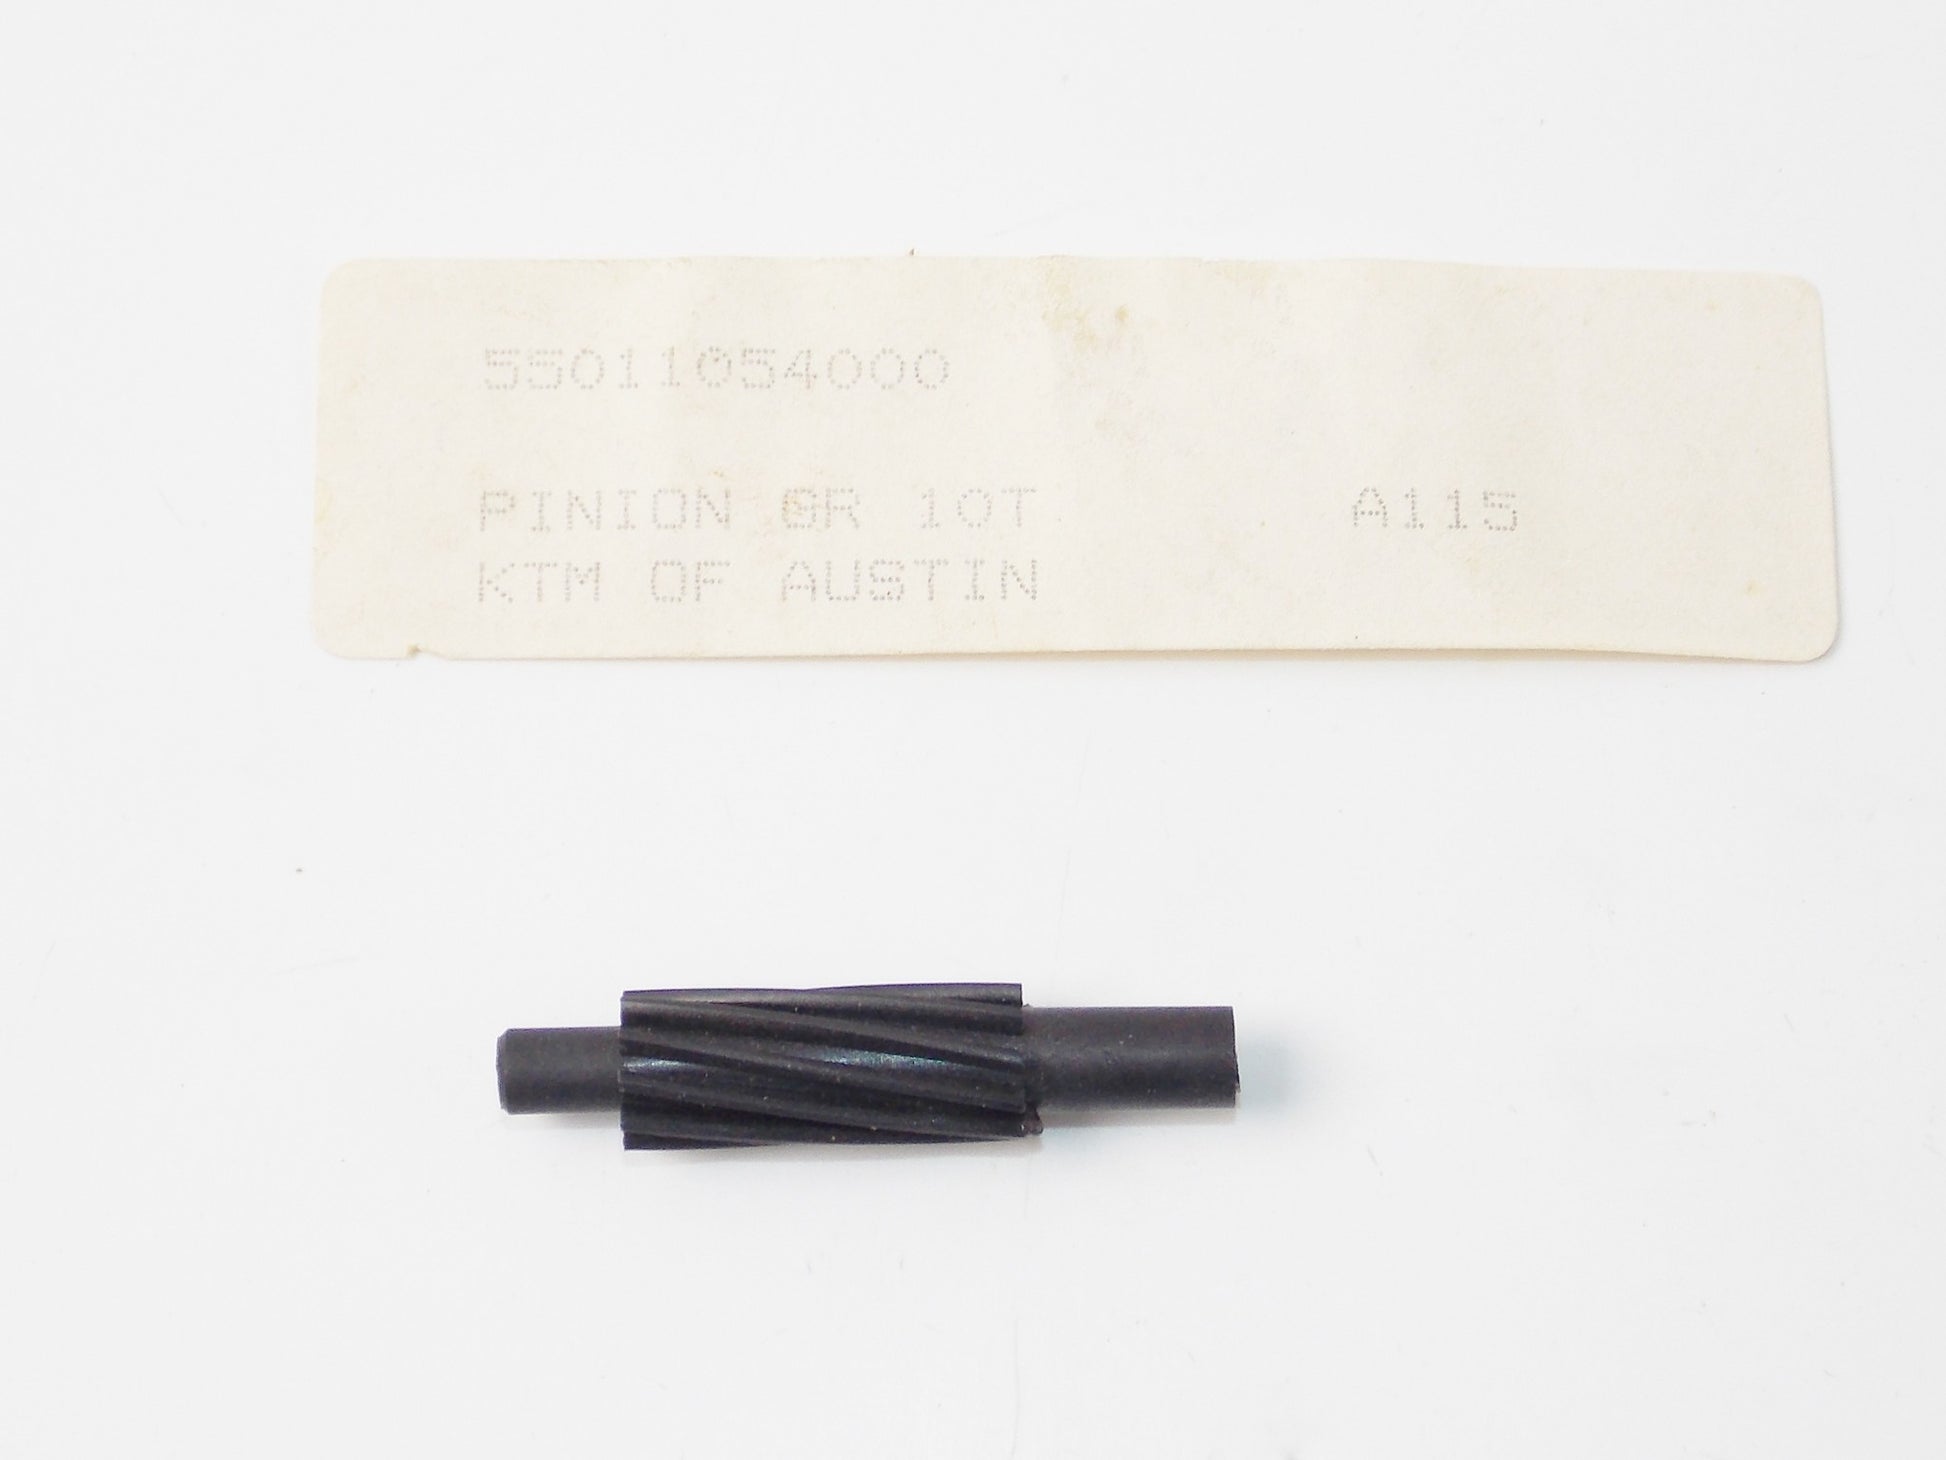 55011054000
PINION GR 10T A115
KTM OF AUSTIN